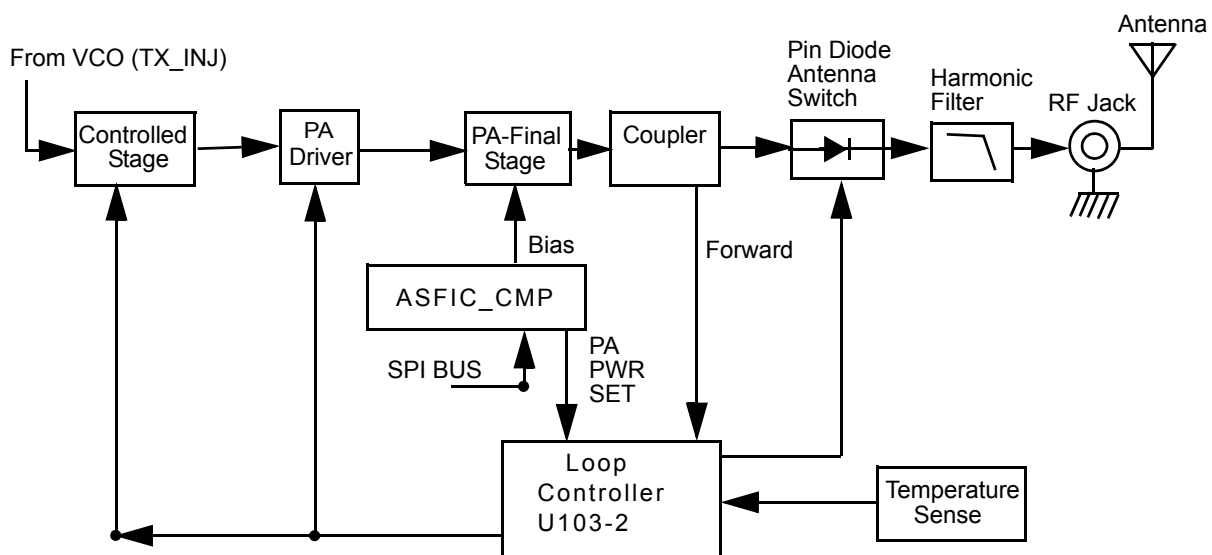 Antenna
From VCO (TX_INJ)
Pin Diode
Antenna
Switch
Harmonic
Filter
RF Jack
Controlled
Stage
PA
Driver
PA-Final
Stage
Coupler
Bias
Forward
ASFIC_CMP
SPI BUS
PA
PWR
SET
Loop
Controller
U103-2
Temperature
Sense